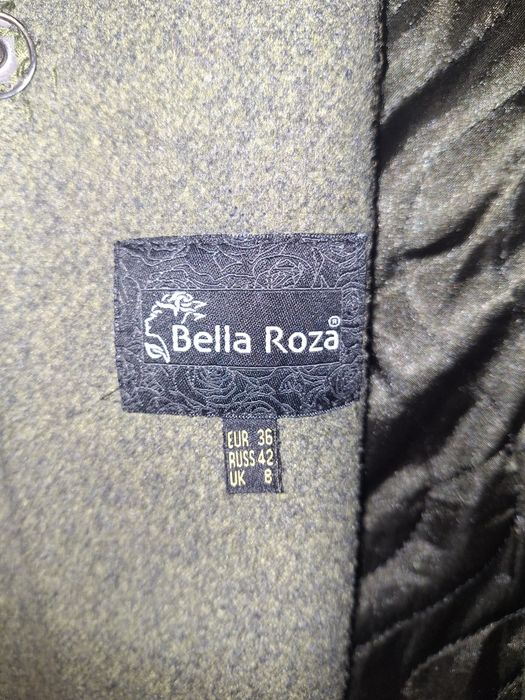 Bella Roza®
EUR 36
RUSS 42
UK 8